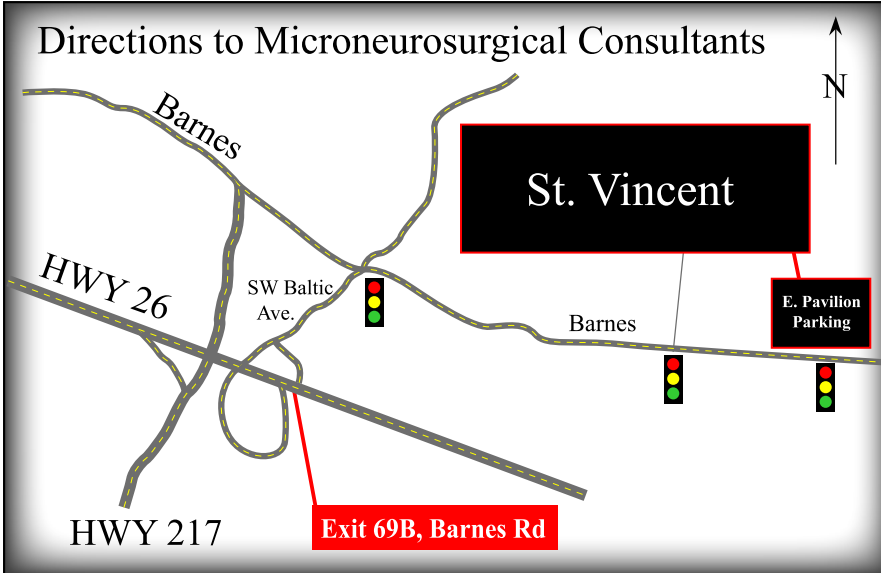 Directions to Microneurosurgical Consultants
N
Barnes
St. Vincent
HWY 26
SW Baltic
Ave.
E. Pavilion
Parking
Barnes
Exit 69B, Barnes Rd
HWY 217